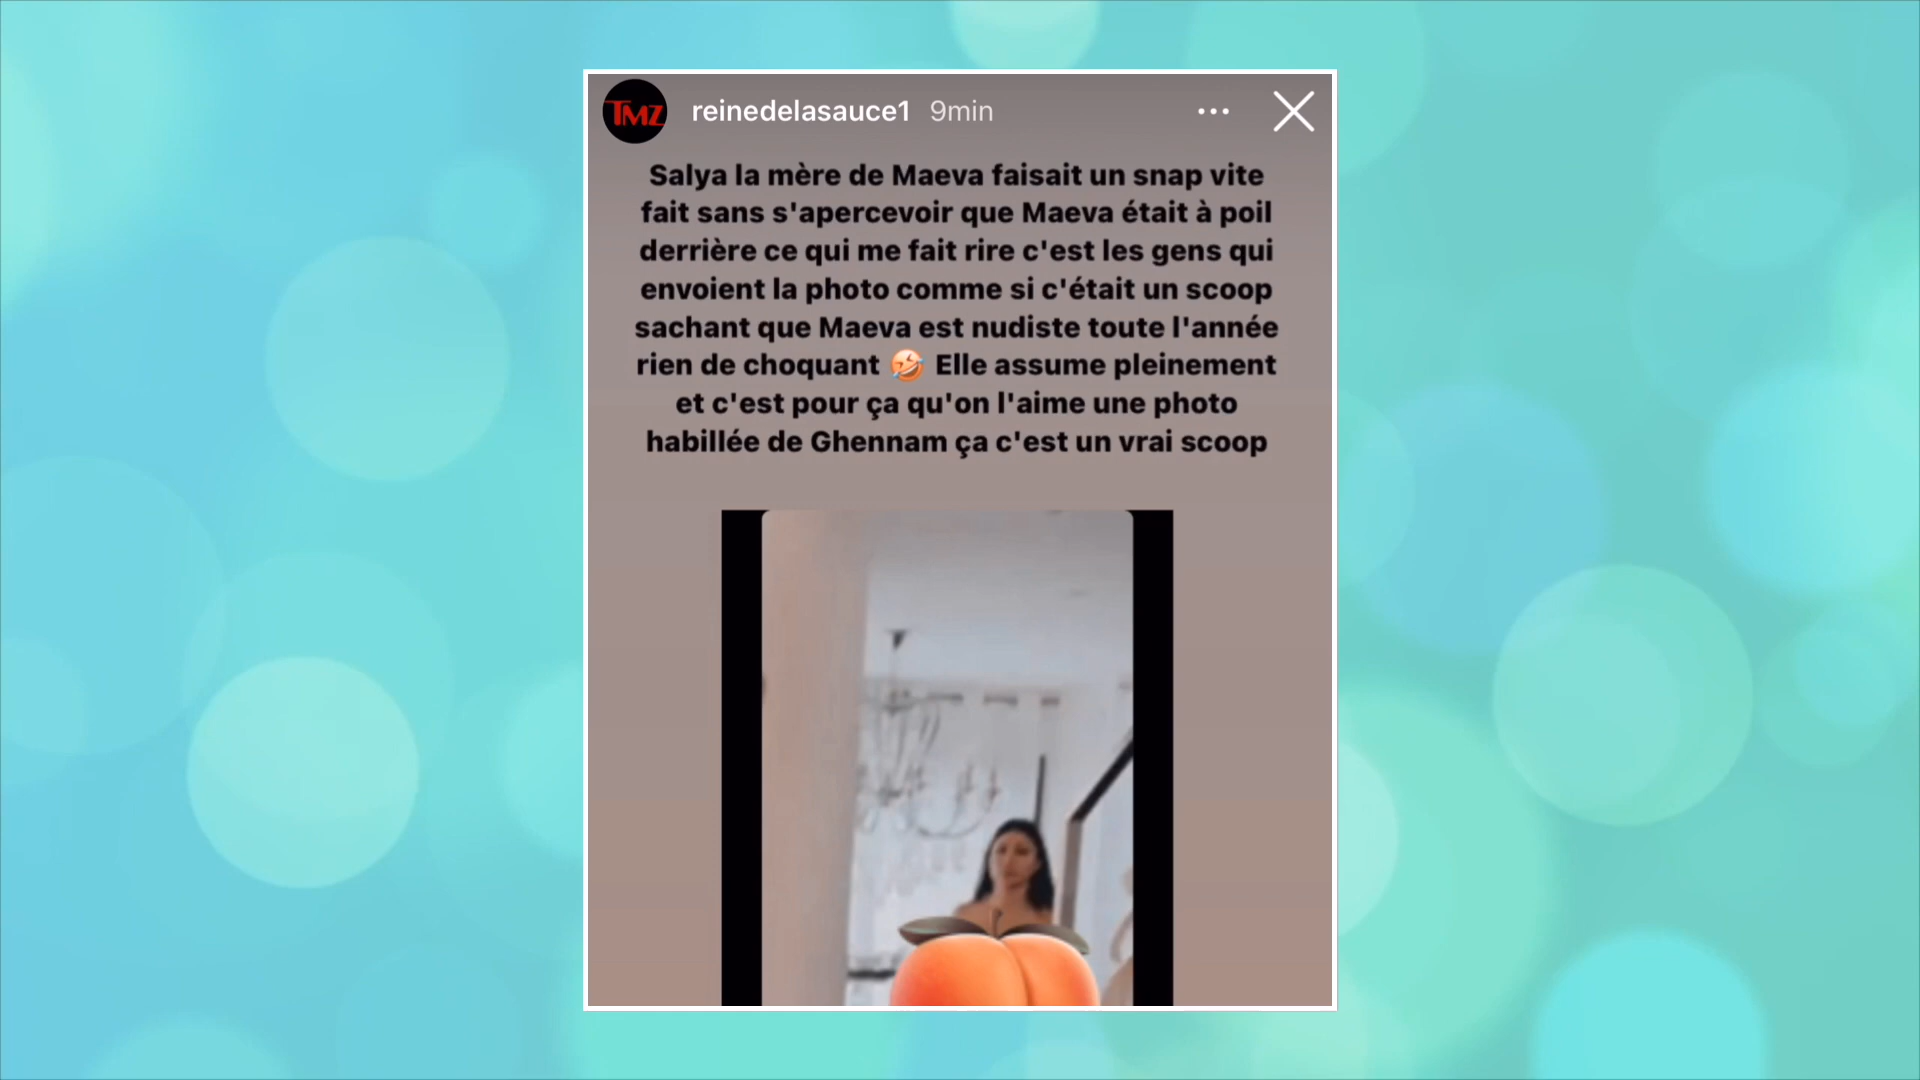 TMZ
reinedelasauce1 9min
Salya la mère de Maeva faisait un snap vite
fait sans s'apercevoir que Maeva était à poil
derrière ce qui me fait rire c'est les gens qui
envoient la photo comme si c'était un scoop
sachant que Maeva est nudiste toute l'année
rien de choquant 🤣 Elle assume pleinement
et c'est pour ça qu'on l'aime une photo
habillée de Ghennam ça c'est un vrai scoop